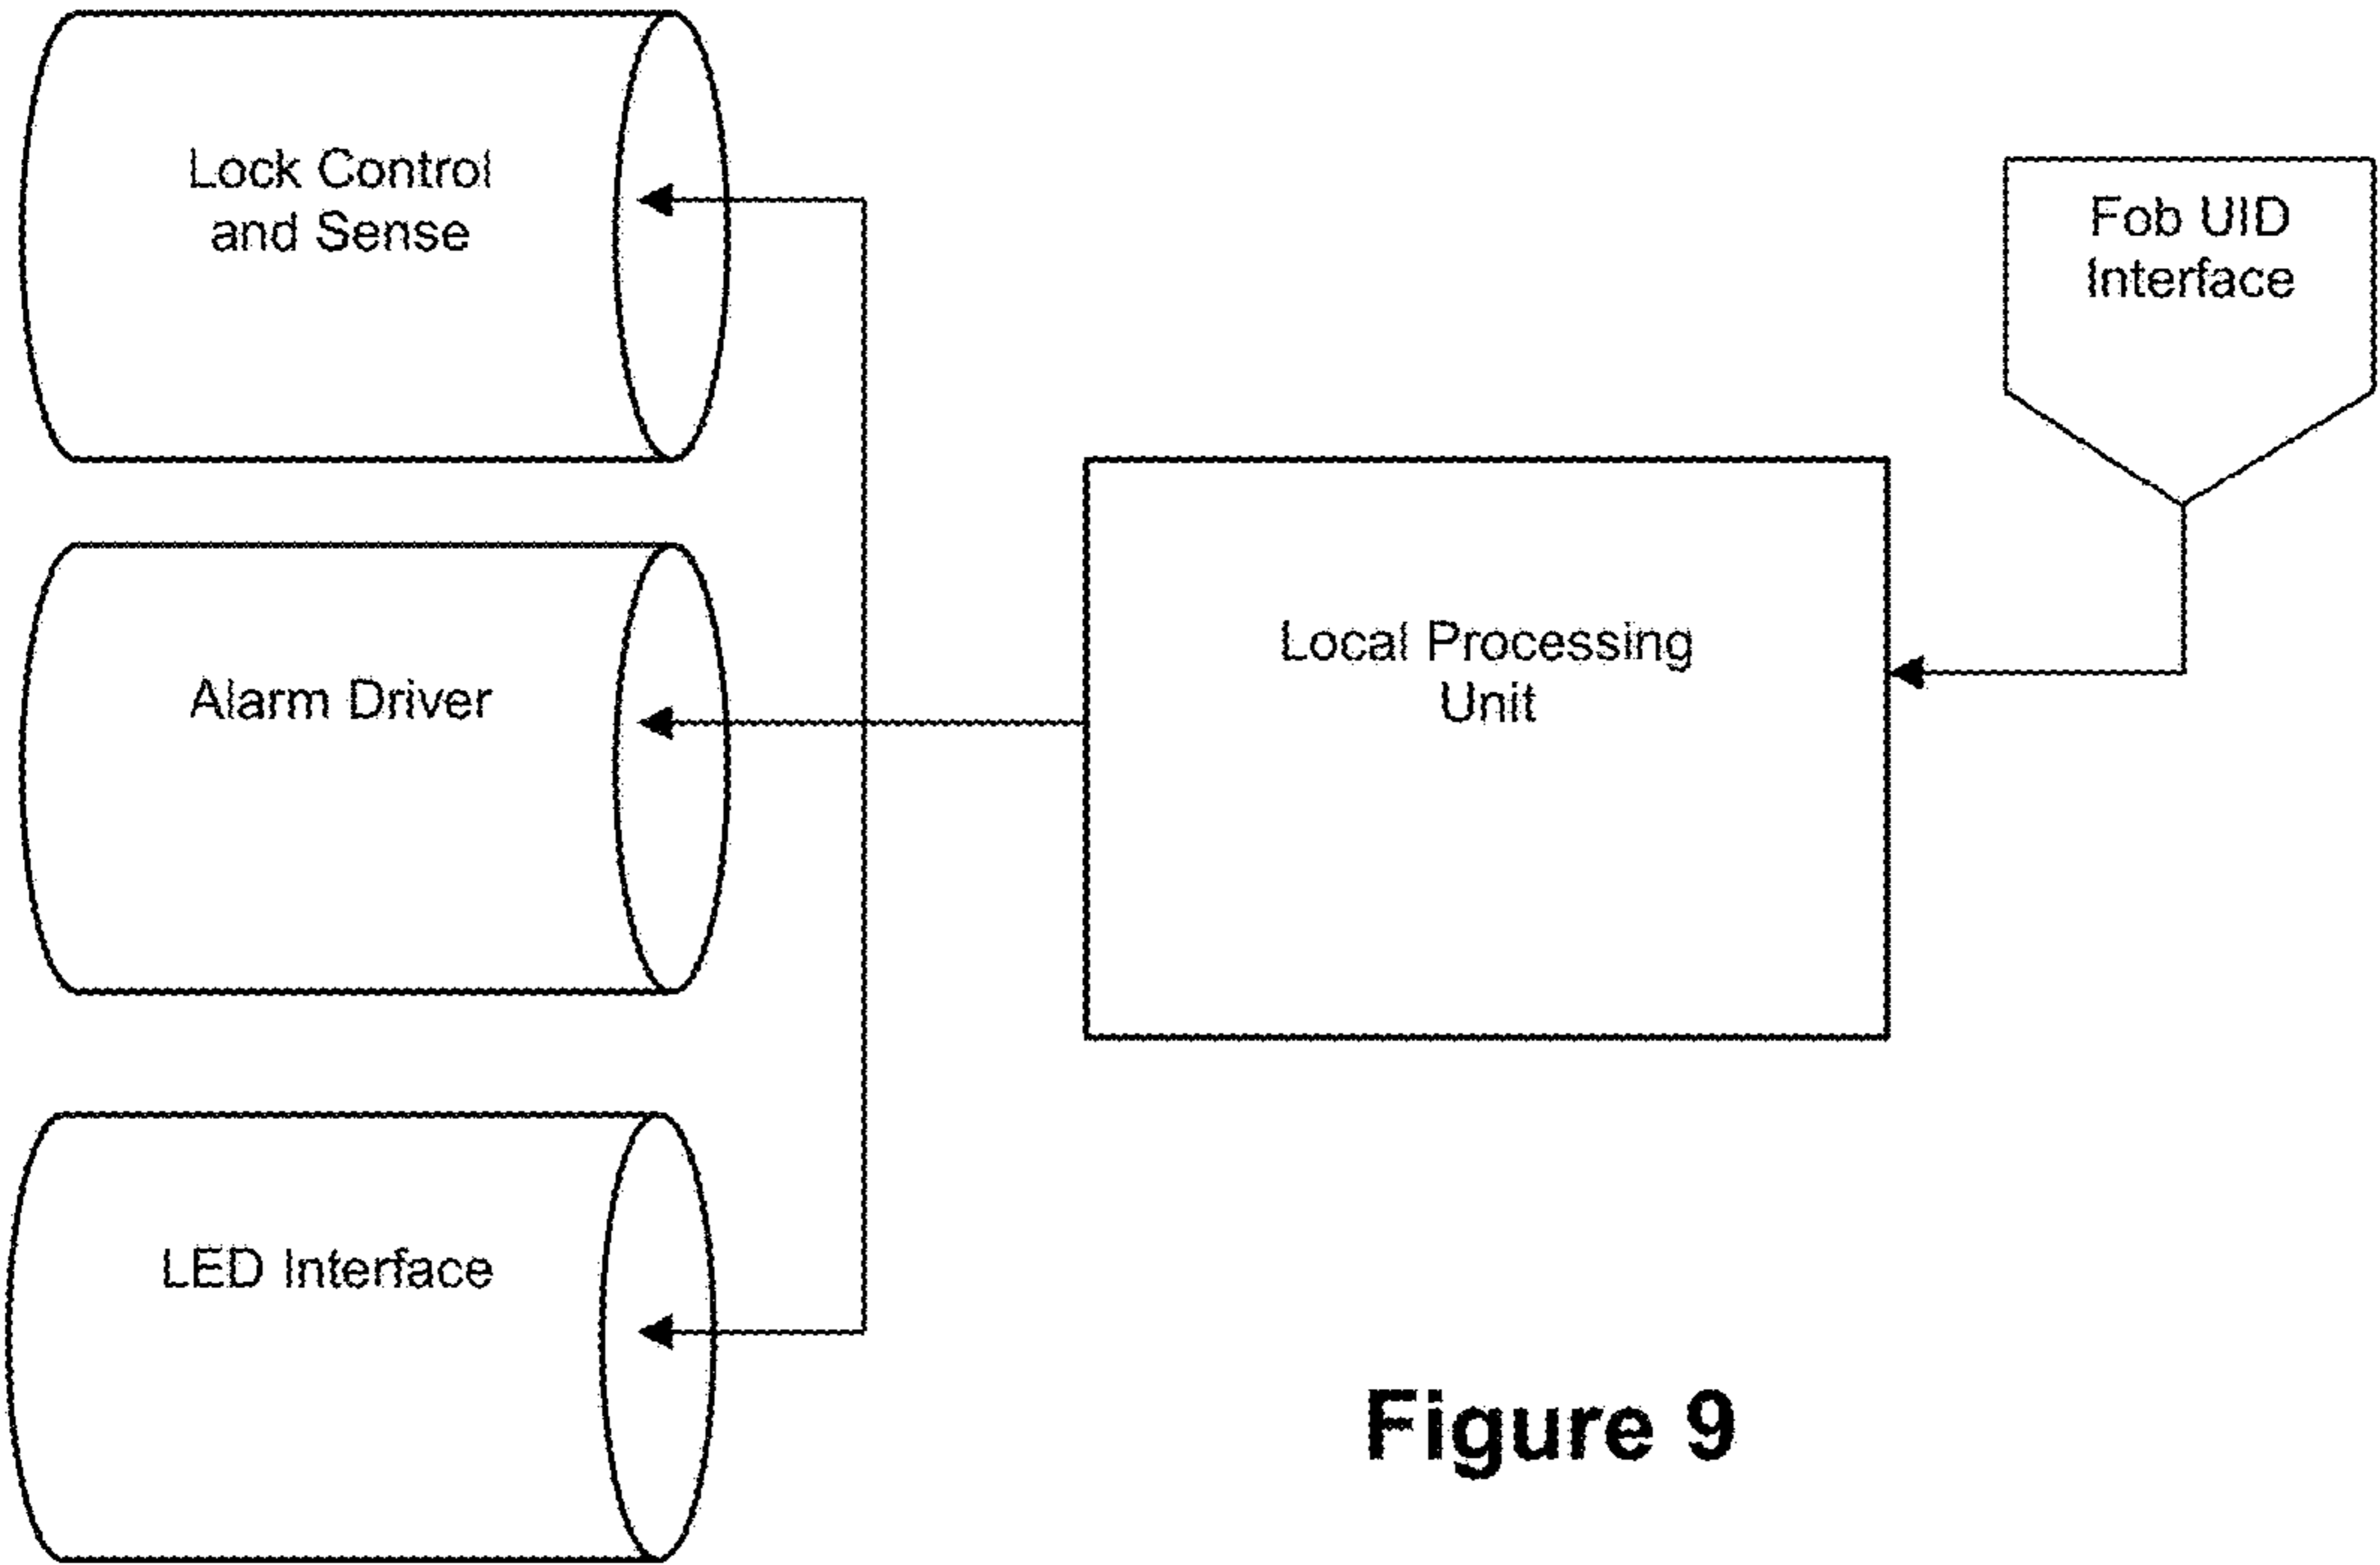 Lock Control
and Sense
Fob UID
Interface
Local Processing
Unit
Alarm Driver
LED Interface
Figure 9